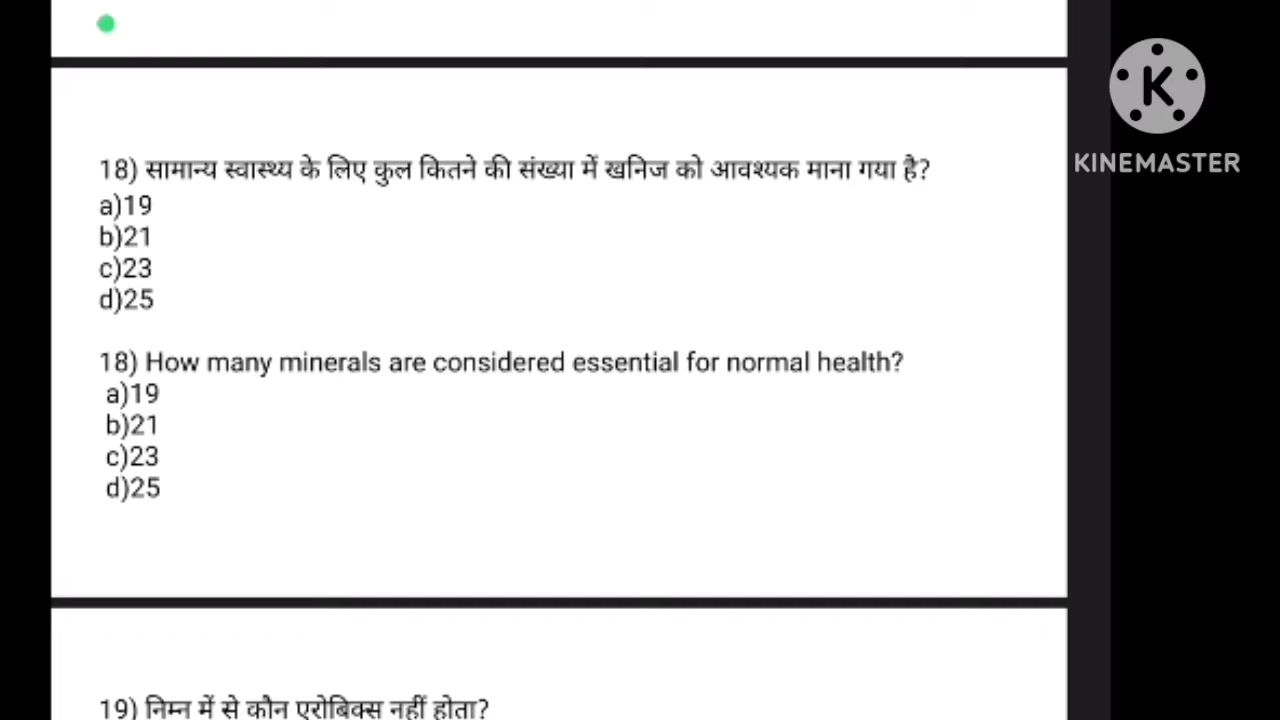 K
KINEMASTER
18) सामान्य स्वास्थ्य के लिए कुल कितने की संख्या में खनिज को आवश्यक माना गया है?
a)19
b)21
c)23
d)25
18) How many minerals are considered essential for normal health?
a)19
b)21
c)23
d)25
19) निम्न में से कौन एरोबिक्स नहीं होता?